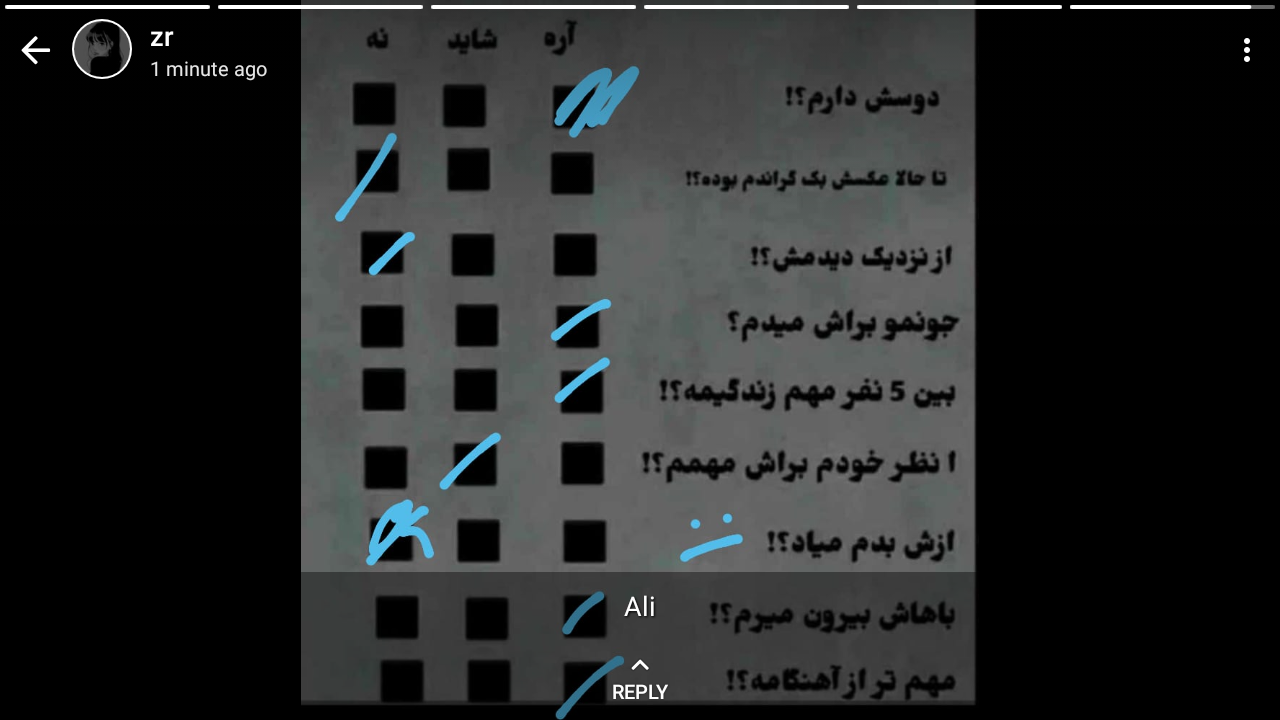 zr
1 minute ago
آره شاید نه
دوسش دارم؟!
تا حالا عکسش بک گراندم بوده؟!
از نزدیک دیدمش؟!
جونمو براش میدم؟
بین 5 نفر مهم زندگیمه؟!
ا نظر خودم براش مهمم؟!
ازش بدم میاد؟!
باهاش بیرون میرم؟!
Ali
مهم تر از آهنگامه؟!
REPLY